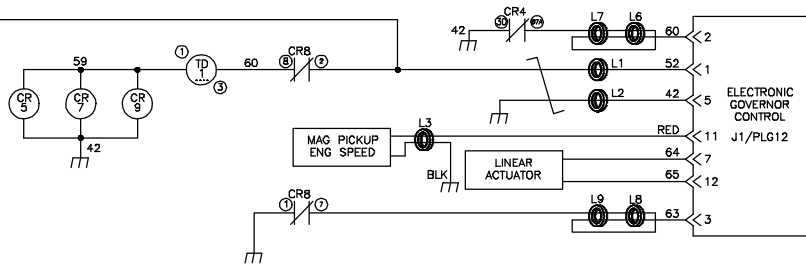 CR4
42
30
87A
L7
L6
60
2
59
1
TD
1
3
60
CR8
8
2
L1
52
1
CR
5
CR
7
CR
9
42
L2
42
5
ELECTRONIC
GOVERNOR
CONTROL
J1/PLG12
L3
MAG PICKUP
ENG SPEED
RED
11
BLK
LINEAR
ACTUATOR
64
7
65
12
CR8
1
7
L9
L8
63
3